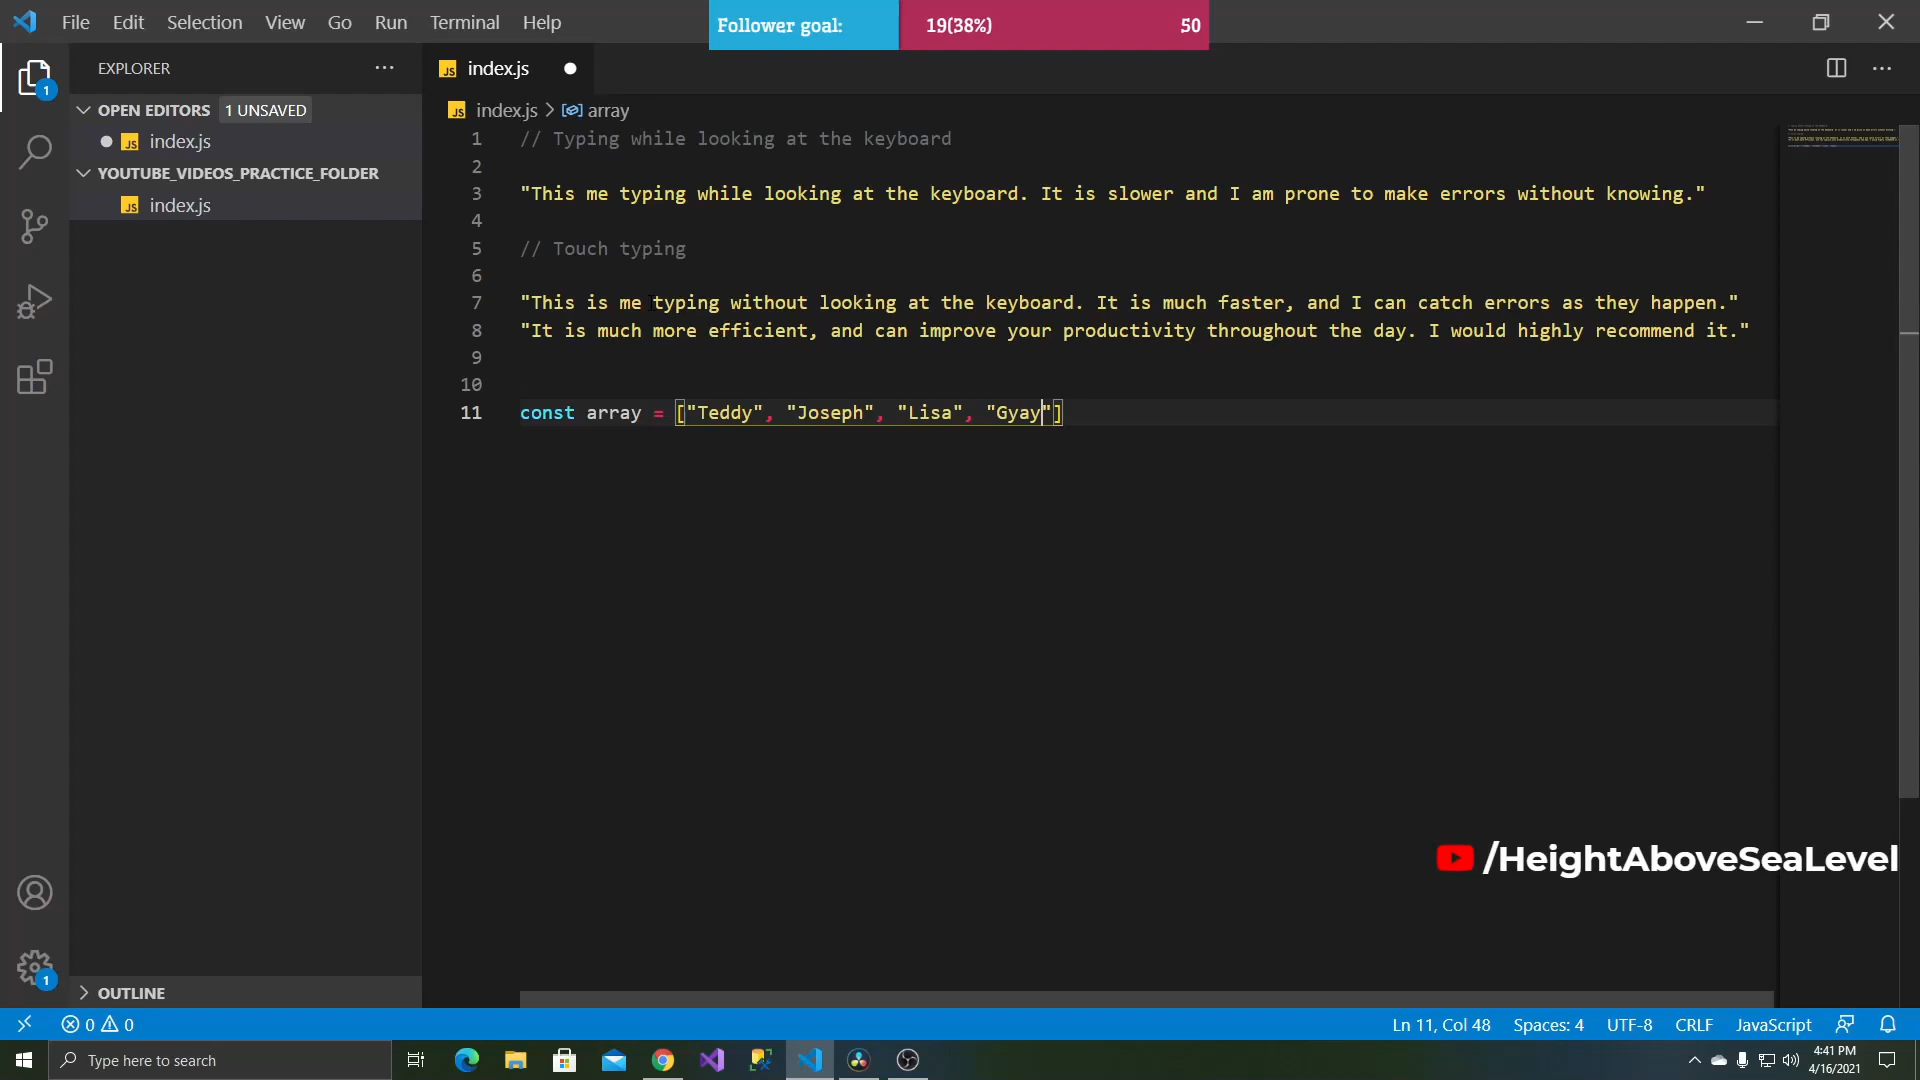 File Edit Selection View Go Run Terminal Help
Follower goal: 19(38%) 50
EXPLORER
OPEN EDITORS 1 UNSAVED
JS index.js
YOUTUBE_VIDEOS_PRACTICE_FOLDER
JS index.js
OUTLINE
JS index.js
JS index.js > array
1 // Typing while looking at the keyboard
2
3 "This me typing while looking at the keyboard. It is slower and I am prone to make errors without knowing."
4
5 // Touch typing
6
7 "This is me typing without looking at the keyboard. It is much faster, and I can catch errors as they happen."
8 "It is much more efficient, and can improve your productivity throughout the day. I would highly recommend it."
9
10
11 const array = ["Teddy", "Joseph", "Lisa", "Gyay"]
/HeightAboveSeaLevel
1
1
0 0
Ln 11, Col 48 Spaces: 4 UTF-8 CRLF JavaScript
Type here to search
4:41 PM
4/16/2021